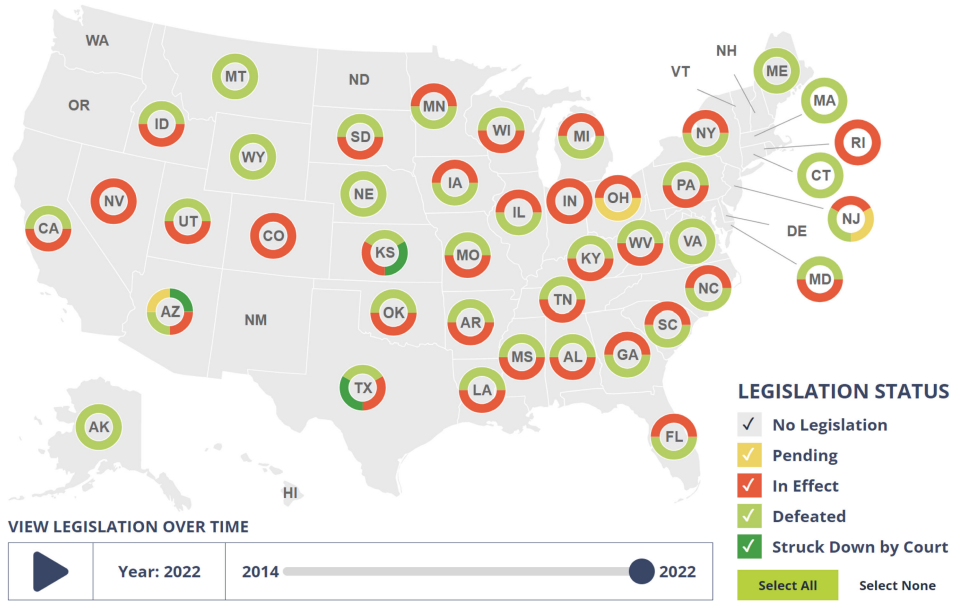 WA
NH
ME
MT
ND
VT
MN
MA
OR
ID
SD
WI
MI
NY
RI
WY
CT
NE
IA
PA
NV
IL
IN
OH
NJ
CA
UT
CO
DE
KS
MO
KY
WV
VA
MD
NC
AZ
NM
OK
TN
AR
SC
MS
AL
GA
TX
LA
AK
FL
HI
LEGISLATION STATUS
No Legislation
Pending
In Effect
Defeated
Struck Down by Court
Select All Select None
VIEW LEGISLATION OVER TIME
Year: 2022 2014 2022